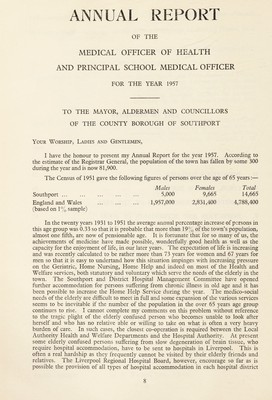 ANNUAL REPORT
OF THE
MEDICAL OFFICER OF HEALTH
AND PRINCIPAL SCHOOL MEDICAL OFFICER
FOR THE YEAR 1957
TO THE MAYOR, ALDERMEN AND COUNCILLORS
OF THE COUNTY BOROUGH OF SOUTHPORT
YOUR WORSHIP, LADIES AND GENTLEMEN,
I have the honour to present my Annual Report for the year 1957. According to
the estimate of the Registrar General, the population of the town has fallen by some 300
during the year and is now 81,900.
The Census of 1951 gave the following figures of persons over the age of 65 years:—
Males Females Total
Southport ... ... ... ... ... 5,000 9,665 14,665
England and Wales ... ... ... 1,957,000 2,831,400 4,788,400
(based on 1% sample)
In the twenty years 1931 to 1951 the average annual percentage increase of persons in
this age group was 0.33 so that it is probable that more than 19% of the town's population,
almost one fifth, are now of pensionable age. It is fortunate that for so many of us, the
achievements of medicine have made possible, wonderfully good health as well as the
capacity for the enjoyment of life, in our later years. The expectation of life is increasing
and was recently calculated to be rather more than 73 years for women and 67 years for
men so that it is easy to understand how this situation impinges with increasing pressure
on the Geriatric, Home Nursing, Home Help and indeed on most of the Health and
Welfare services, both statutory and voluntary which serve the needs of the elderly in the
town. The Southport and District Hospital Management Committee have opened
further accommodation for persons suffering from chronic illness in old age and it has
been possible to increase the Home Help Service during the year. The medico-social
needs of the elderly are difficult to meet in full and some expansion of the various services
seems to be inevitable if the number of the population in the over 65 years age group
continues to rise. I cannot complete my comments on this problem without reference
to the tragic plight of the elderly confused person who becomes unable to look after
herself and who has no relative able or willing to take on what is often a very heavy
burden of care. In such cases, the closest co-operation is required between the Local
Authority Health and Welfare Departments and the Hospital Authority. At present
some elderly confused persons suffering from slow degeneration of brain tissue, who
require hospital accommodation, have to be sent to hospitals in Liverpool. This is
often a real hardship as they frequently cannot be visited by their elderly friends and
relatives. The Liverpool Regional Hospital Board, however, encourage so far as is
possible the provision of all types of hospital accommodation in each hospital district
8